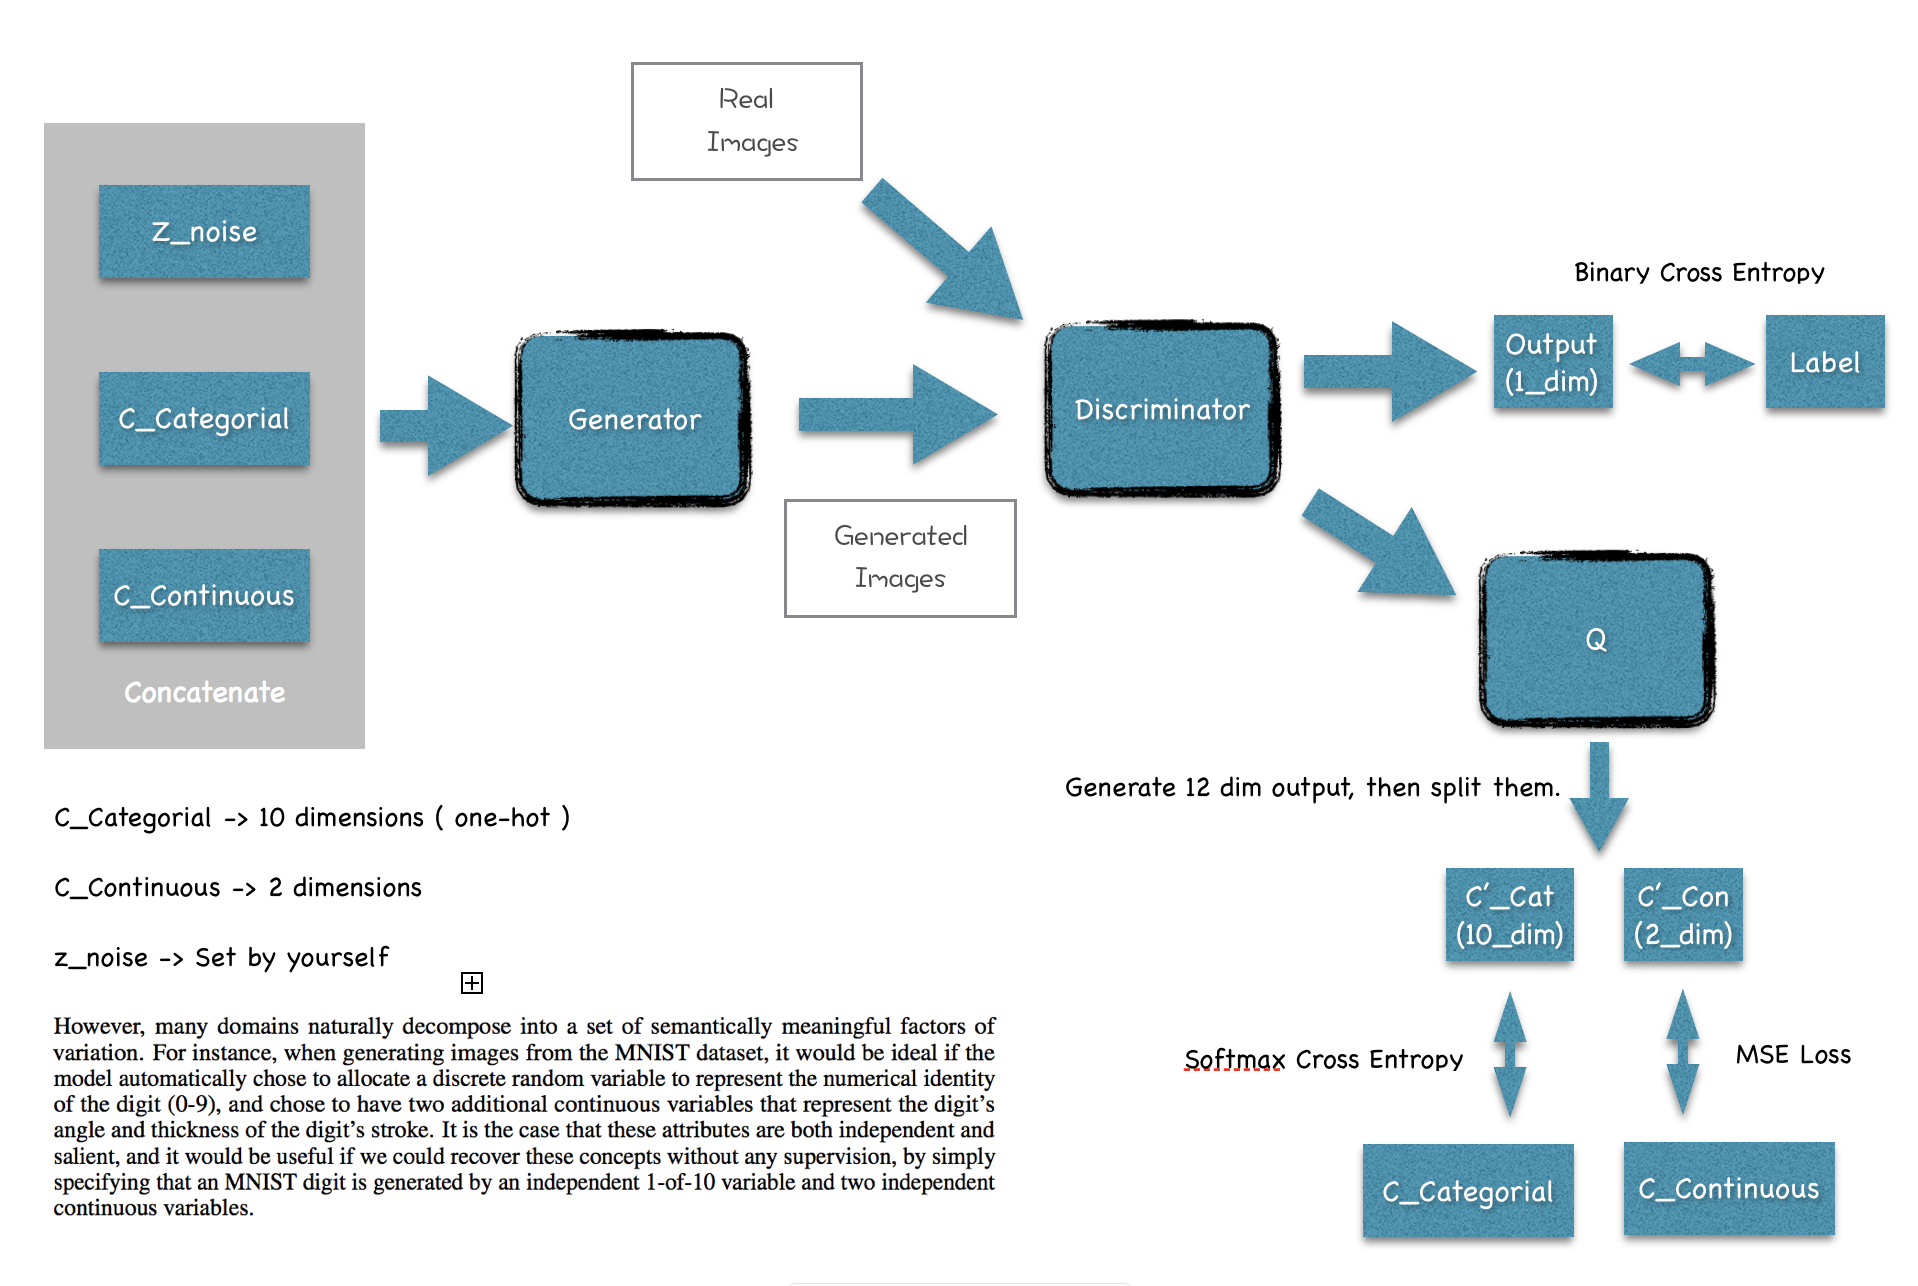 Real
Images
Z_noise
C_Categorial
C_Continuous
Concatenate
Generator
Generated
Images
Discriminator
Binary Cross Entropy
Output
(1_dim)
Label
Q
Generate 12 dim output, then split them.
C'_Cat
(10_dim)
C'_Con
(2_dim)
Softmax Cross Entropy
MSE Loss
C_Categorial
C_Continuous
C_Categorial -> 10 dimensions ( one-hot )
C_Continuous -> 2 dimensions
z_noise -> Set by yourself
However, many domains naturally decompose into a set of semantically meaningful factors of
variation. For instance, when generating images from the MNIST dataset, it would be ideal if the
model automatically chose to allocate a discrete random variable to represent the numerical identity
of the digit (0-9), and chose to have two additional continuous variables that represent the digit's
angle and thickness of the digit's stroke. It is the case that these attributes are both independent and
salient, and it would be useful if we could recover these concepts without any supervision, by simply
specifying that an MNIST digit is generated by an independent 1-of-10 variable and two independent
continuous variables.